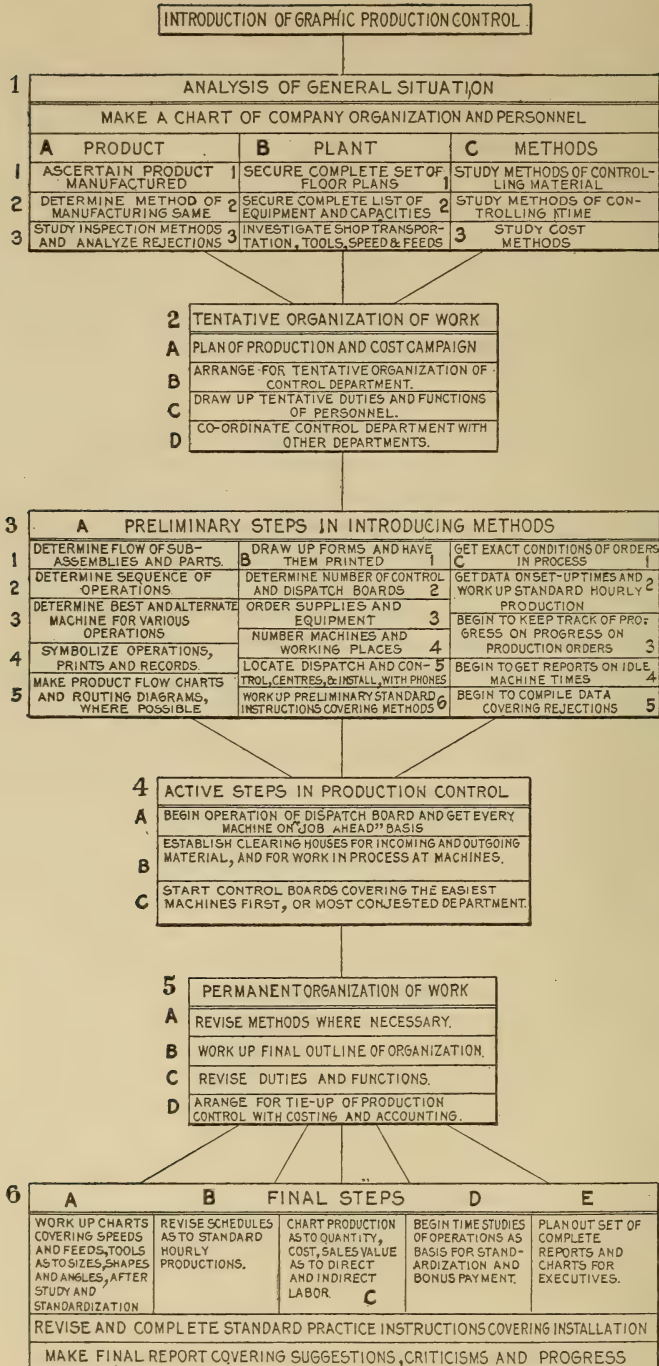 INTRODUCTION OF GRAPHIC PRODUCTION CONTROL
1
ANALYSIS OF GENERAL SITUATION
MAKE A CHART OF COMPANY ORGANIZATION AND PERSONNEL
A PRODUCT
B PLANT
C METHODS
1
ASCERTAIN PRODUCT 1
MANUFACTURED
SECURE COMPLETE SET OF
FLOOR PLANS 1
STUDY METHODS OF CONTROL-
LING MATERIAL
2
DETERMINE METHOD OF 2
MANUFACTURING SAME
SECURE COMPLETE LIST OF
EQUIPMENT AND CAPACITIES 2
STUDY METHODS OF CON-
TROLLING TIME
3
STUDY INSPECTION METHODS
AND ANALYZE REJECTIONS 3
INVESTIGATE SHOP TRANSPOR-
TATION, TOOLS, SPEED & FEEDS
3 STUDY COST
METHODS
2 TENTATIVE ORGANIZATION OF WORK
A PLAN OF PRODUCTION AND COST CAMPAIGN
B ARRANGE FOR TENTATIVE ORGANIZATION OF
CONTROL DEPARTMENT.
C DRAW UP TENTATIVE DUTIES AND FUNCTIONS
OF PERSONNEL.
D CO-ORDINATE CONTROL DEPARTMENT WITH
OTHER DEPARTMENTS.
3 A PRELIMINARY STEPS IN INTRODUCING METHODS
1 DETERMINE FLOW OF SUB-
ASSEMBLIES AND PARTS.
2 DETERMINE SEQUENCE OF
OPERATIONS.
3 DETERMINE BEST AND ALTERNATE
MACHINE FOR VARIOUS
OPERATIONS
4 SYMBOLIZE OPERATIONS,
PRINTS AND RECORDS.
5 MAKE PRODUCT FLOW CHARTS
AND ROUTING DIAGRAMS,
WHERE POSSIBLE
DRAW UP FORMS AND HAVE
B THEM PRINTED 1
DETERMINE NUMBER OF CONTROL
AND DISPATCH BOARDS 2
ORDER SUPPLIES AND
EQUIPMENT 3
NUMBER MACHINES AND
WORKING PLACES 4
LOCATE DISPATCH AND CON- 5
TROL, CENTRES, & INSTALL, WITH PHONES
WORK UP PRELIMINARY STANDARD
INSTRUCTIONS COVERING METHODS 6
GET EXACT CONDITIONS OF ORDERS
C IN PROCESS 1
GET DATA ON SET-UP TIMES AND 2
WORK UP STANDARD HOURLY
PRODUCTION
BEGIN TO KEEP TRACK OF PRO-
GRESS ON PROGRESS ON
PRODUCTION ORDERS 3
BEGIN TO GET REPORTS ON IDLE
MACHINE TIMES 4
BEGIN TO COMPILE DATA
COVERING REJECTIONS 5
4 ACTIVE STEPS IN PRODUCTION CONTROL
A BEGIN OPERATION OF DISPATCH BOARD AND GET EVERY
MACHINE ON "JOB AHEAD" BASIS
B ESTABLISH CLEARING HOUSES FOR INCOMING AND OUTGOING
MATERIAL, AND FOR WORK IN PROCESS AT MACHINES.
C START CONTROL BOARDS COVERING THE EASIEST
MACHINES FIRST, OR MOST CONJESTED DEPARTMENT.
5 PERMANENT ORGANIZATION OF WORK
A REVISE METHODS WHERE NECESSARY.
B WORK UP FINAL OUTLINE OF ORGANIZATION.
C REVISE DUTIES AND FUNCTIONS.
D ARANGE FOR TIE-UP OF PRODUCTION
CONTROL WITH COSTING AND ACCOUNTING.
6 A B FINAL STEPS D E
WORK UP CHARTS
COVERING SPEEDS
AND FEEDS, TOOLS
AS TO SIZES, SHAPES
AND ANGLES, AFTER
STUDY AND
STANDARDIZATION
REVISE SCHEDULES
AS TO STANDARD
HOURLY
PRODUCTIONS.
CHART PRODUCTION
AS TO QUANTITY,
COST, SALES VALUE
AS TO DIRECT
AND INDIRECT
LABOR. C
BEGIN TIME STUDIES
OF OPERATIONS AS
BASIS FOR STAND-
ARDIZATION AND
BONUS PAYMENT.
PLAN OUT SET OF
COMPLETE
REPORTS AND
CHARTS FOR
EXECUTIVES.
REVISE AND COMPLETE STANDARD PRACTICE INSTRUCTIONS COVERING INSTALLATION
MAKE FINAL REPORT COVERING SUGGESTIONS, CRITICISMS AND PROGRESS